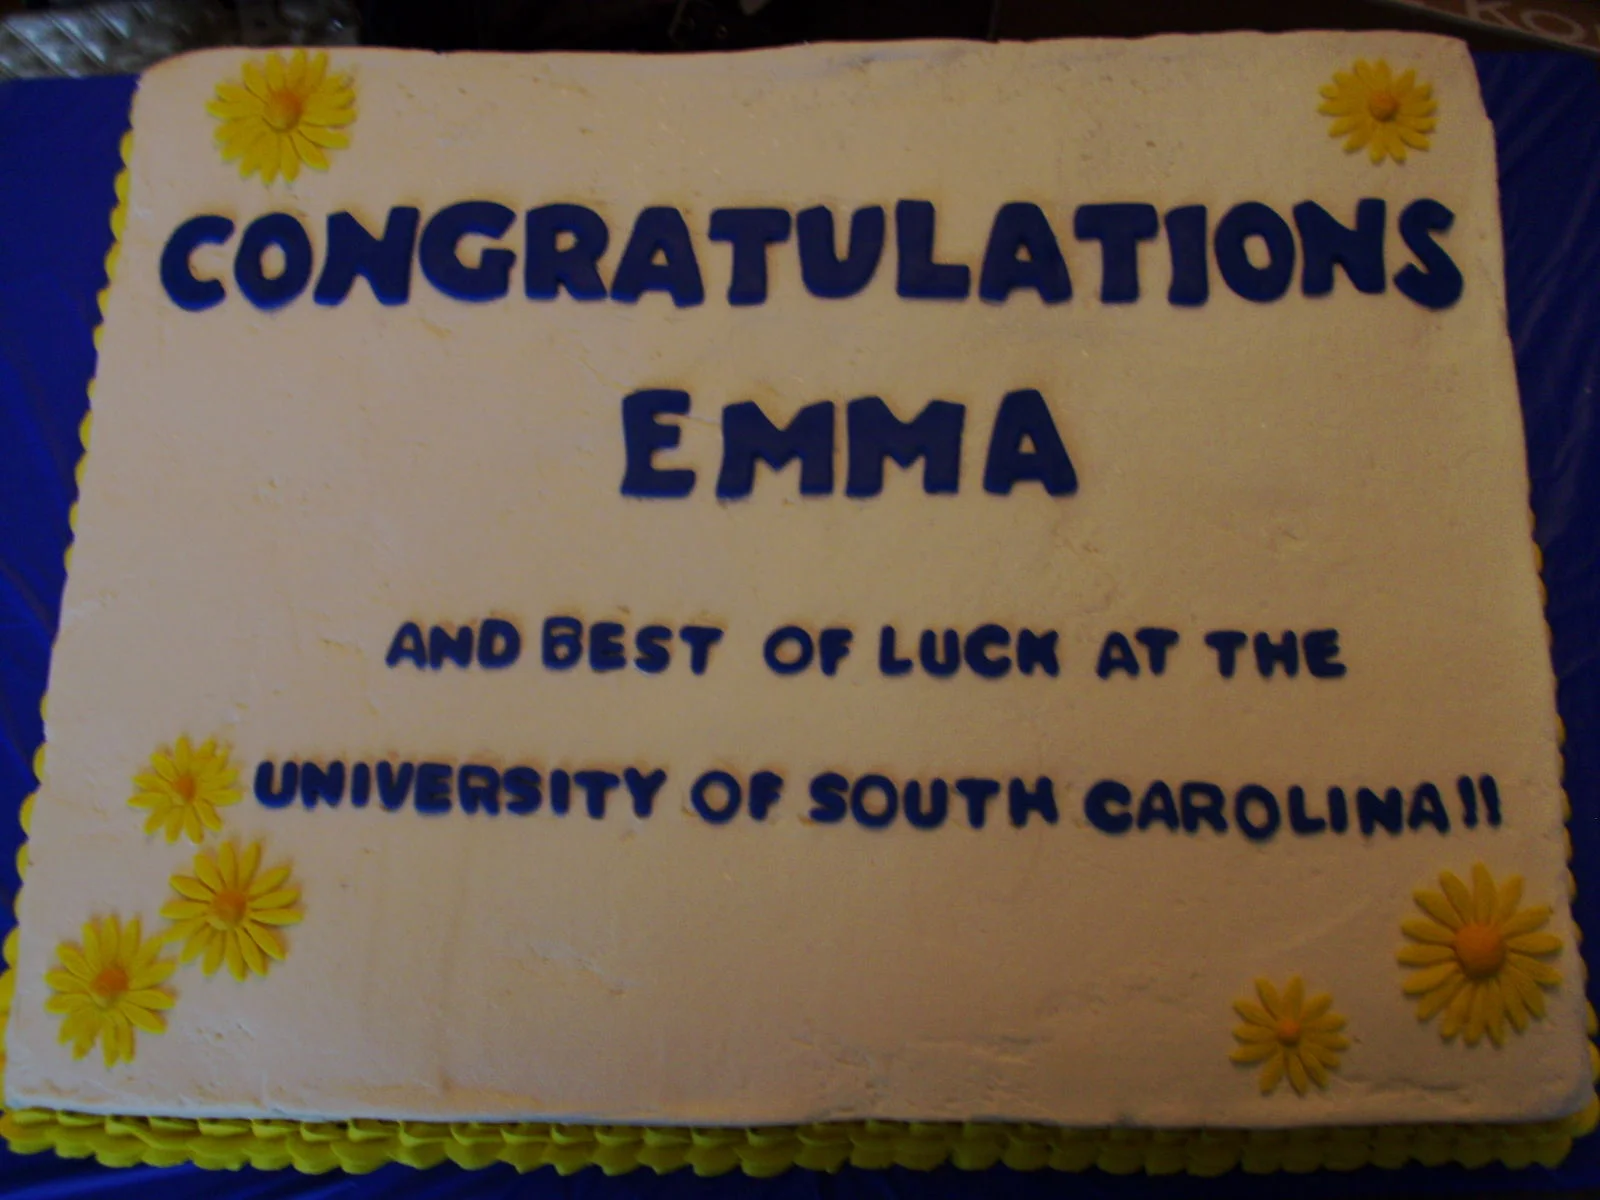 CONGRATULATIONS
EMMA
AND BEST OF LUCK AT THE
UNIVERSITY OF SOUTH CAROLINA!!